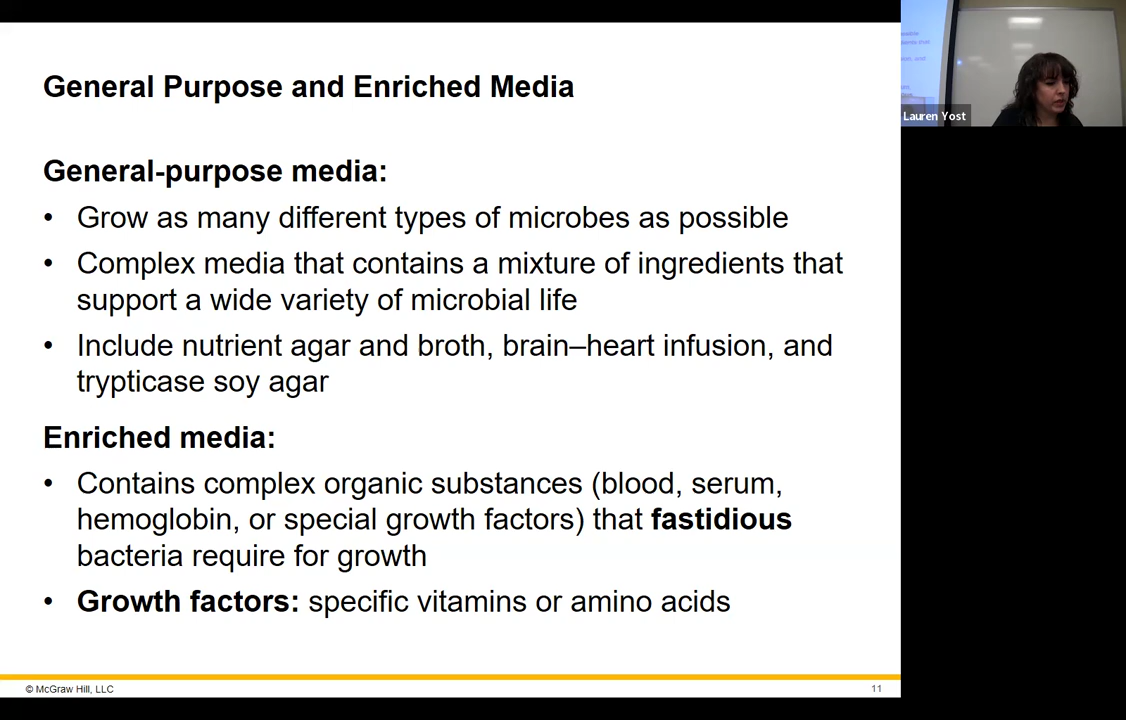 General Purpose and Enriched Media
General-purpose media:
• Grow as many different types of microbes as possible
• Complex media that contains a mixture of ingredients that
support a wide variety of microbial life
• Include nutrient agar and broth, brain–heart infusion, and
trypticase soy agar
Enriched media:
• Contains complex organic substances (blood, serum,
hemoglobin, or special growth factors) that fastidious
bacteria require for growth
• Growth factors: specific vitamins or amino acids
© McGraw Hill, LLC
11
Lauren Yost